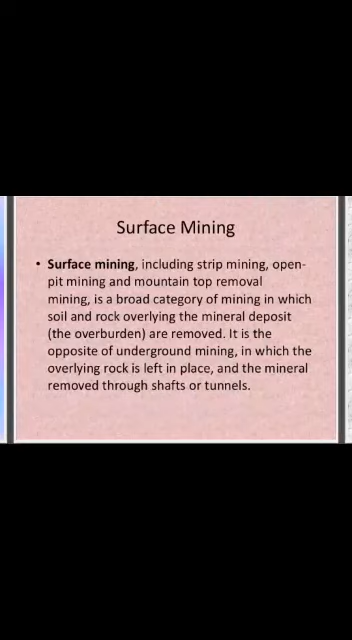 Surface Mining
• Surface mining, including strip mining, open-
pit mining and mountain top removal
mining, is a broad category of mining in which
soil and rock overlying the mineral deposit
(the overburden) are removed. It is the
opposite of underground mining, in which the
overlying rock is left in place, and the mineral
removed through shafts or tunnels.